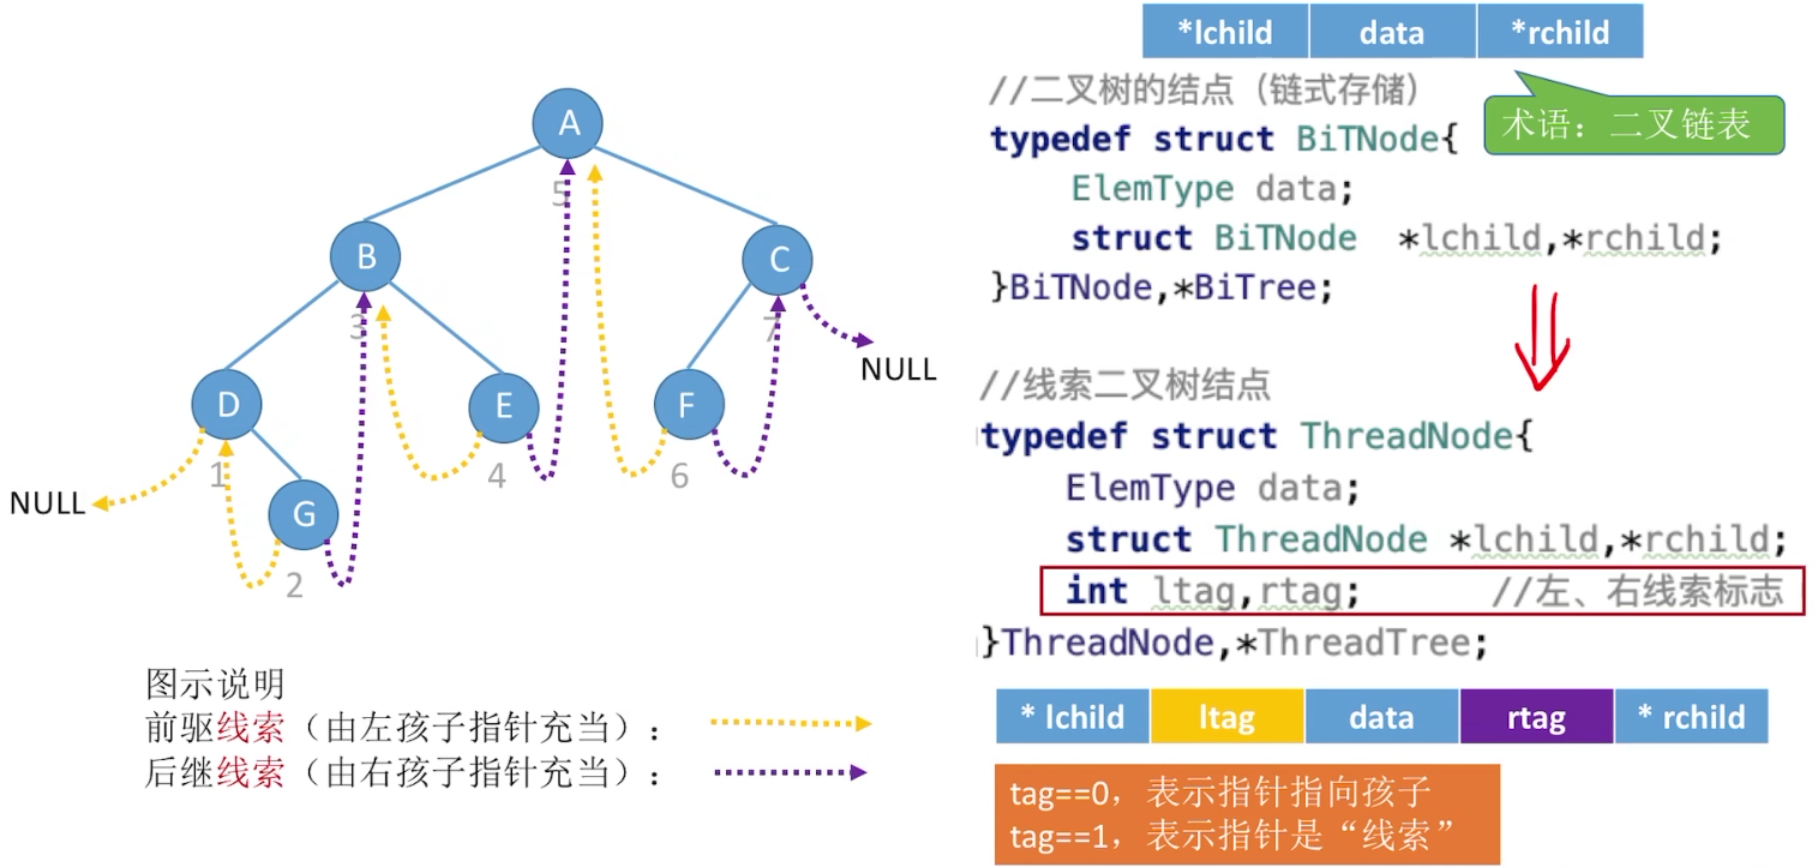 A
5
B
C
3
7
NULL
D
E
F
1
4
6
NULL
G
2
图示说明
前驱线索（由左孩子指针充当）：
后继线索（由右孩子指针充当）：
*lchild data *rchild
//二叉树的结点（链式存储）
术语：二叉链表
typedef struct BiTNode{
ElemType data;
struct BiTNode *lchild,*rchild;
}BiTNode,*BiTree;
//线索二叉树结点
typedef struct ThreadNode{
ElemType data;
struct ThreadNode *lchild,*rchild;
int ltag,rtag; //左、右线索标志
}ThreadNode,*ThreadTree;
* lchild ltag data rtag * rchild
tag==0，表示指针指向孩子
tag==1，表示指针是“线索”